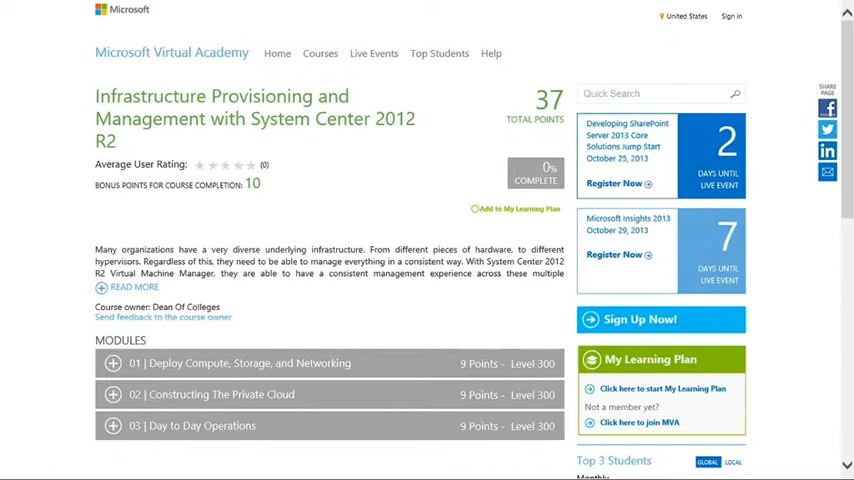 Microsoft
United States
Sign in
Microsoft Virtual Academy
Home
Courses
Live Events
Top Students
Help
Infrastructure Provisioning and
Management with System Center 2012
R2
37
TOTAL POINTS
Average User Rating:
(0)
BONUS POINTS FOR COURSE COMPLETION: 10
0%
COMPLETE
Add to My Learning Plan
Many organizations have a very diverse underlying infrastructure. From different pieces of hardware, to different
hypervisors. Regardless of this, they need to be able to manage everything in a consistent way. With System Center 2012
R2 Virtual Machine Manager, they are able to have a consistent management experience across these multiple
READ MORE
Course owner: Dean Of Colleges
Send feedback to the course owner
MODULES
01 | Deploy Compute, Storage, and Networking
9 Points - Level 300
02 | Constructing The Private Cloud
9 Points - Level 300
03 | Day to Day Operations
9 Points - Level 300
Quick Search
Developing SharePoint
Server 2013 Core
Solutions Jump Start
October 25, 2013
Register Now
2
DAYS UNTIL
LIVE EVENT
Microsoft Insights 2013
October 29, 2013
Register Now
7
DAYS UNTIL
LIVE EVENT
Sign Up Now!
My Learning Plan
Click here to start My Learning Plan
Not a member yet?
Click here to join MVA
Top 3 Students
GLOBAL
LOCAL
Monthly
SHARE
PAGE